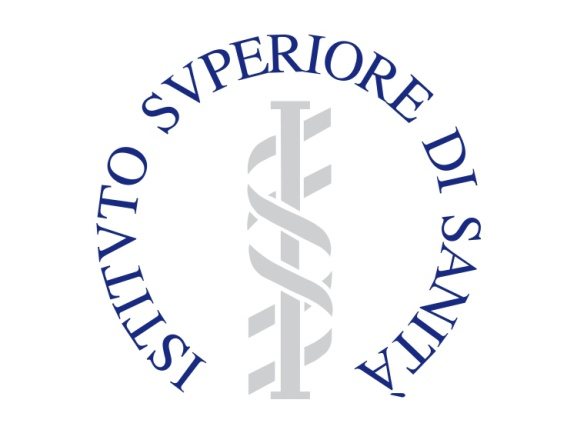 ISTITVTO SVPERIORE DI SANITÀ